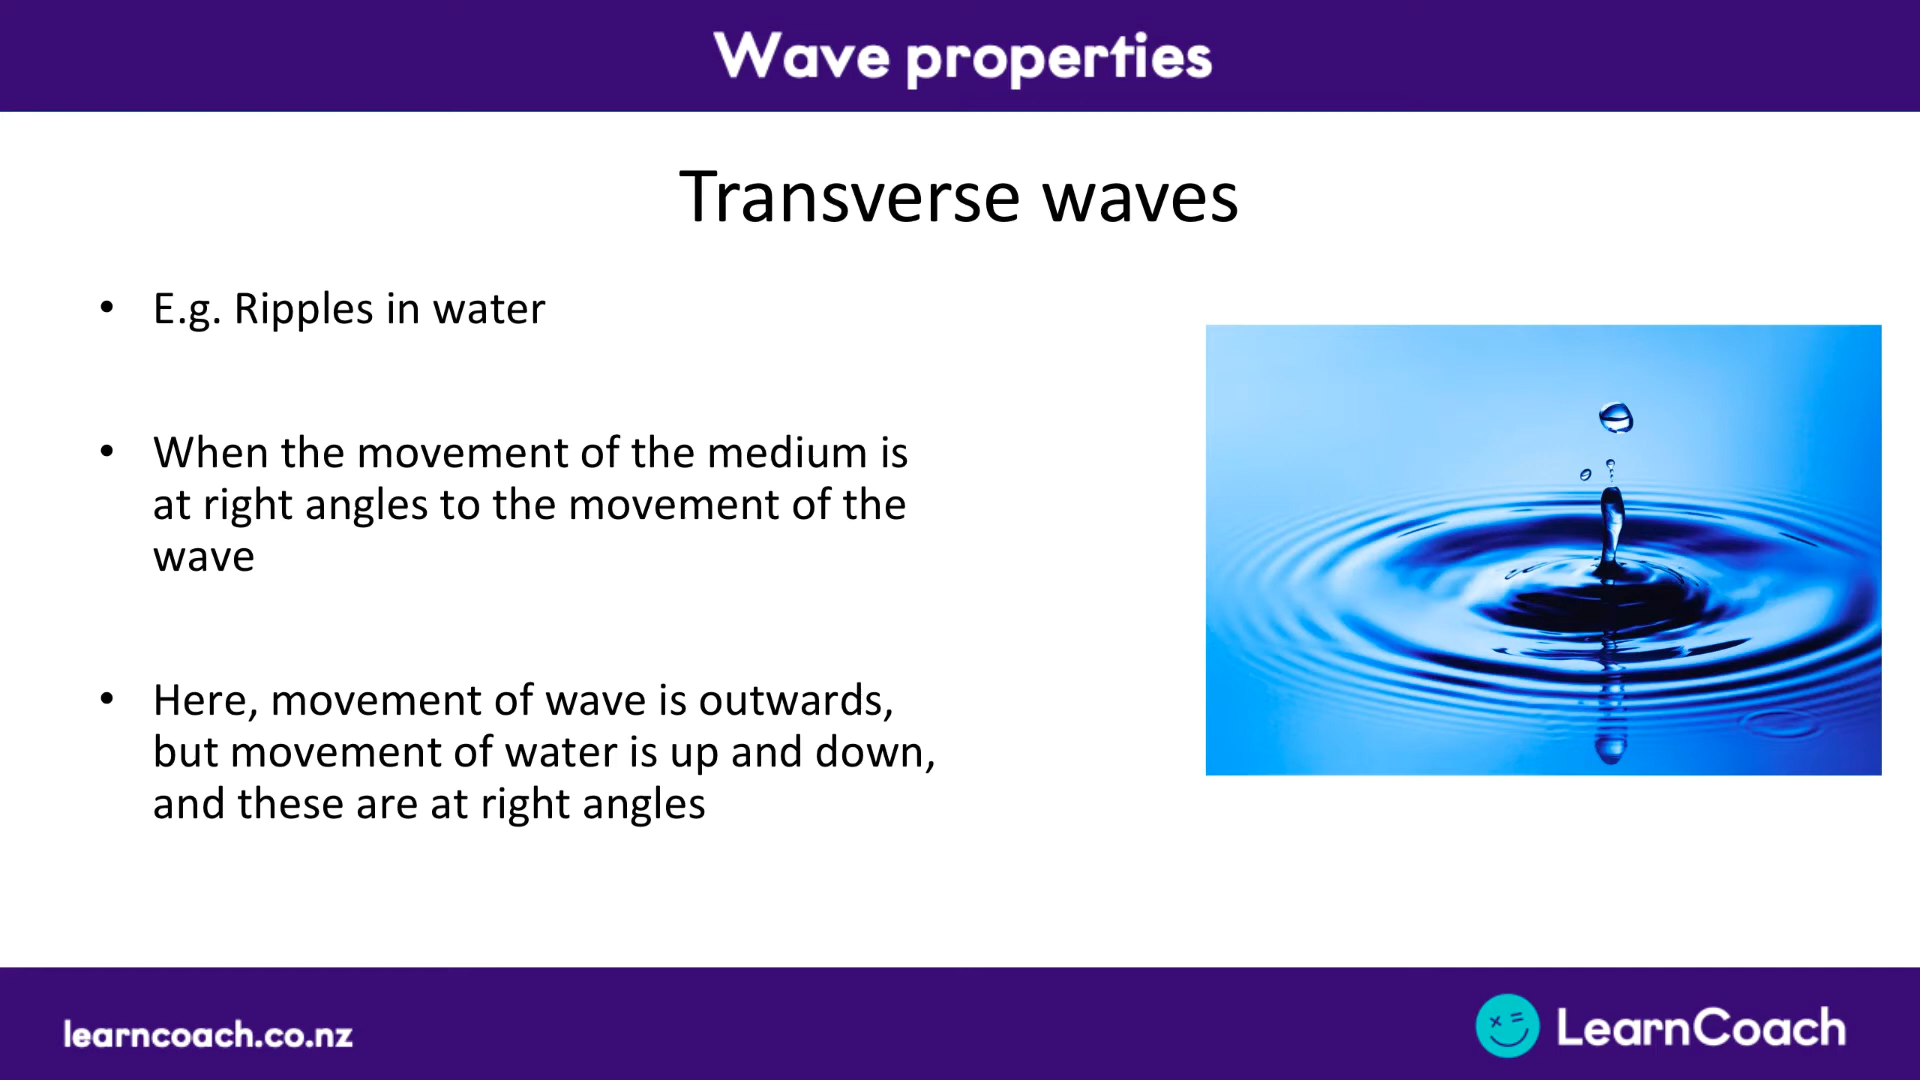 Wave properties
Transverse waves
• E.g. Ripples in water
• When the movement of the medium is
at right angles to the movement of the
wave
• Here, movement of wave is outwards,
but movement of water is up and down,
and these are at right angles
learncoach.co.nz
LearnCoach